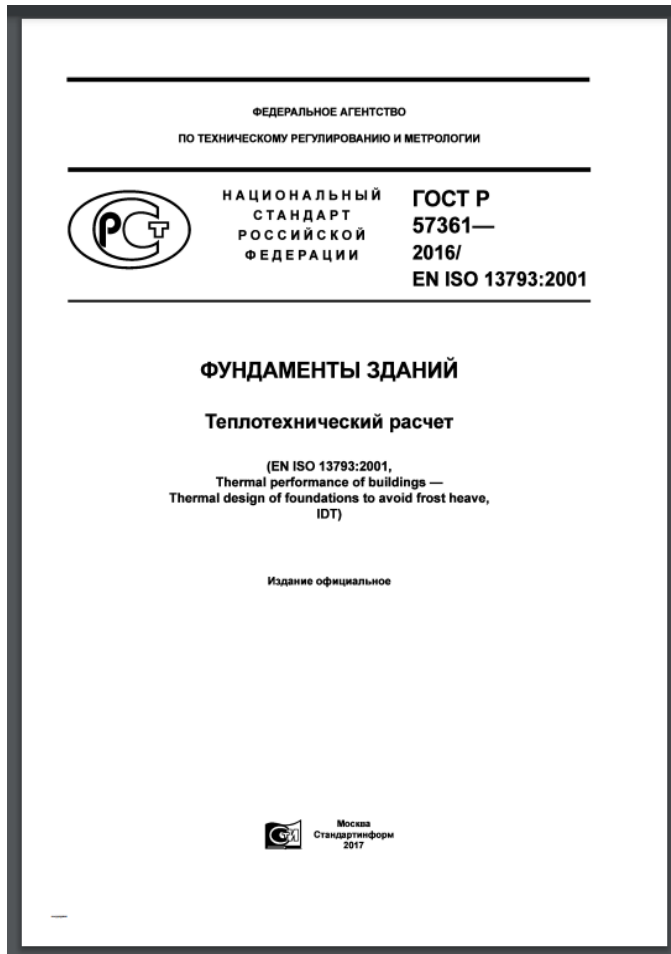 ФЕДЕРАЛЬНОЕ АГЕНТСТВО
ПО ТЕХНИЧЕСКОМУ РЕГУЛИРОВАНИЮ И МЕТРОЛОГИИ
РСТ
НАЦИОНАЛЬНЫЙ
СТАНДАРТ
РОССИЙСКОЙ
ФЕДЕРАЦИИ
ГОСТ Р
57361—
2016/
EN ISO 13793:2001
ФУНДАМЕНТЫ ЗДАНИЙ
Теплотехнический расчет
(EN ISO 13793:2001,
Thermal performance of buildings —
Thermal design of foundations to avoid frost heave,
IDT)
Издание официальное
Москва
Стандартинформ
2017